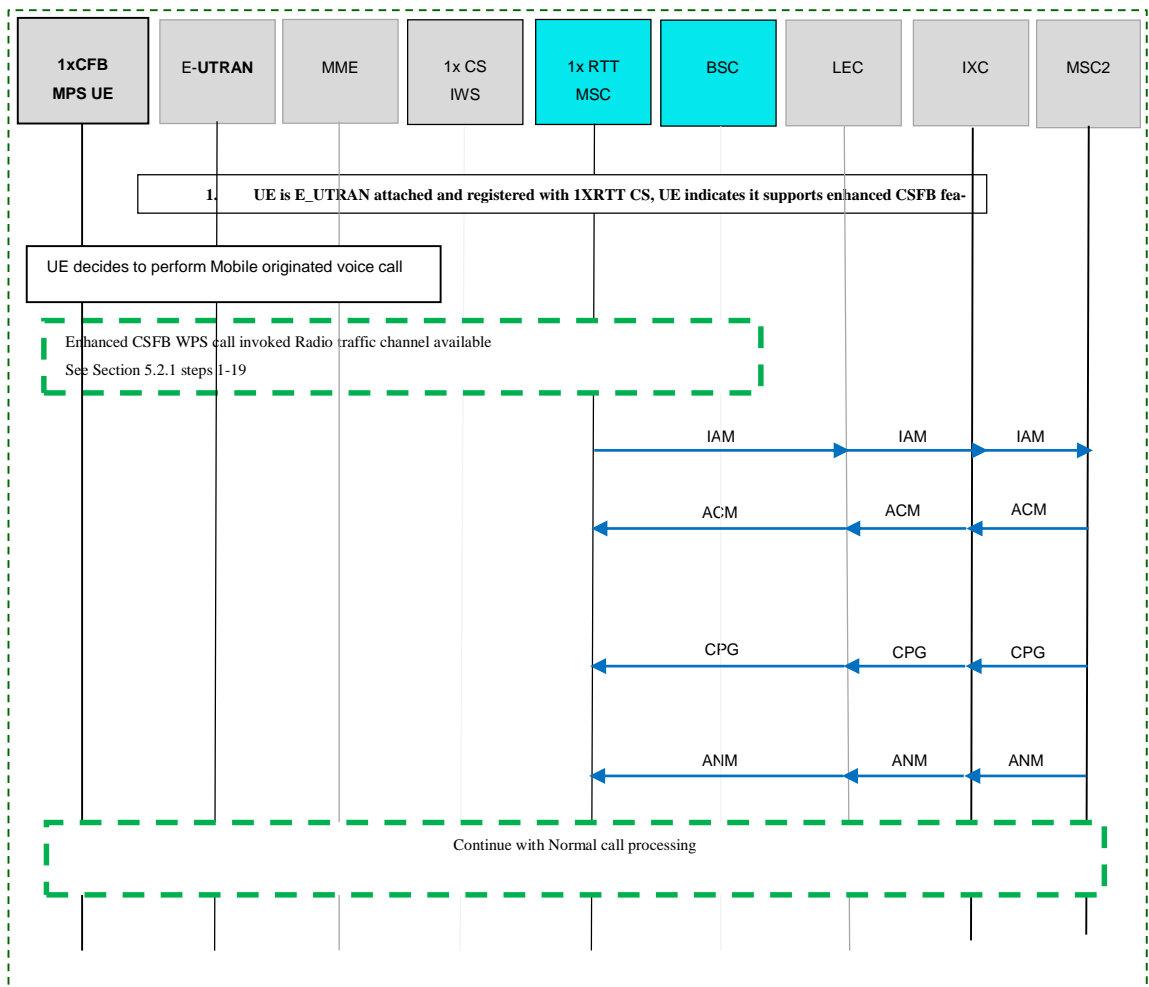 1xCFB
MPS UE
E-UTRAN
MME
1x CS
IWS
1x RTT
MSC
BSC
LEC
IXC
MSC2
1. UE is E_UTRAN attached and registered with 1XRTT CS, UE indicates it supports enhanced CSFB fea-
UE decides to perform Mobile originated voice call
Enhanced CSFB WPS call invoked Radio traffic channel available
See Section 5.2.1 steps 1-19
IAM IAM IAM
ACM ACM ACM
CPG CPG CPG
ANM ANM ANM
Continue with Normal call processing